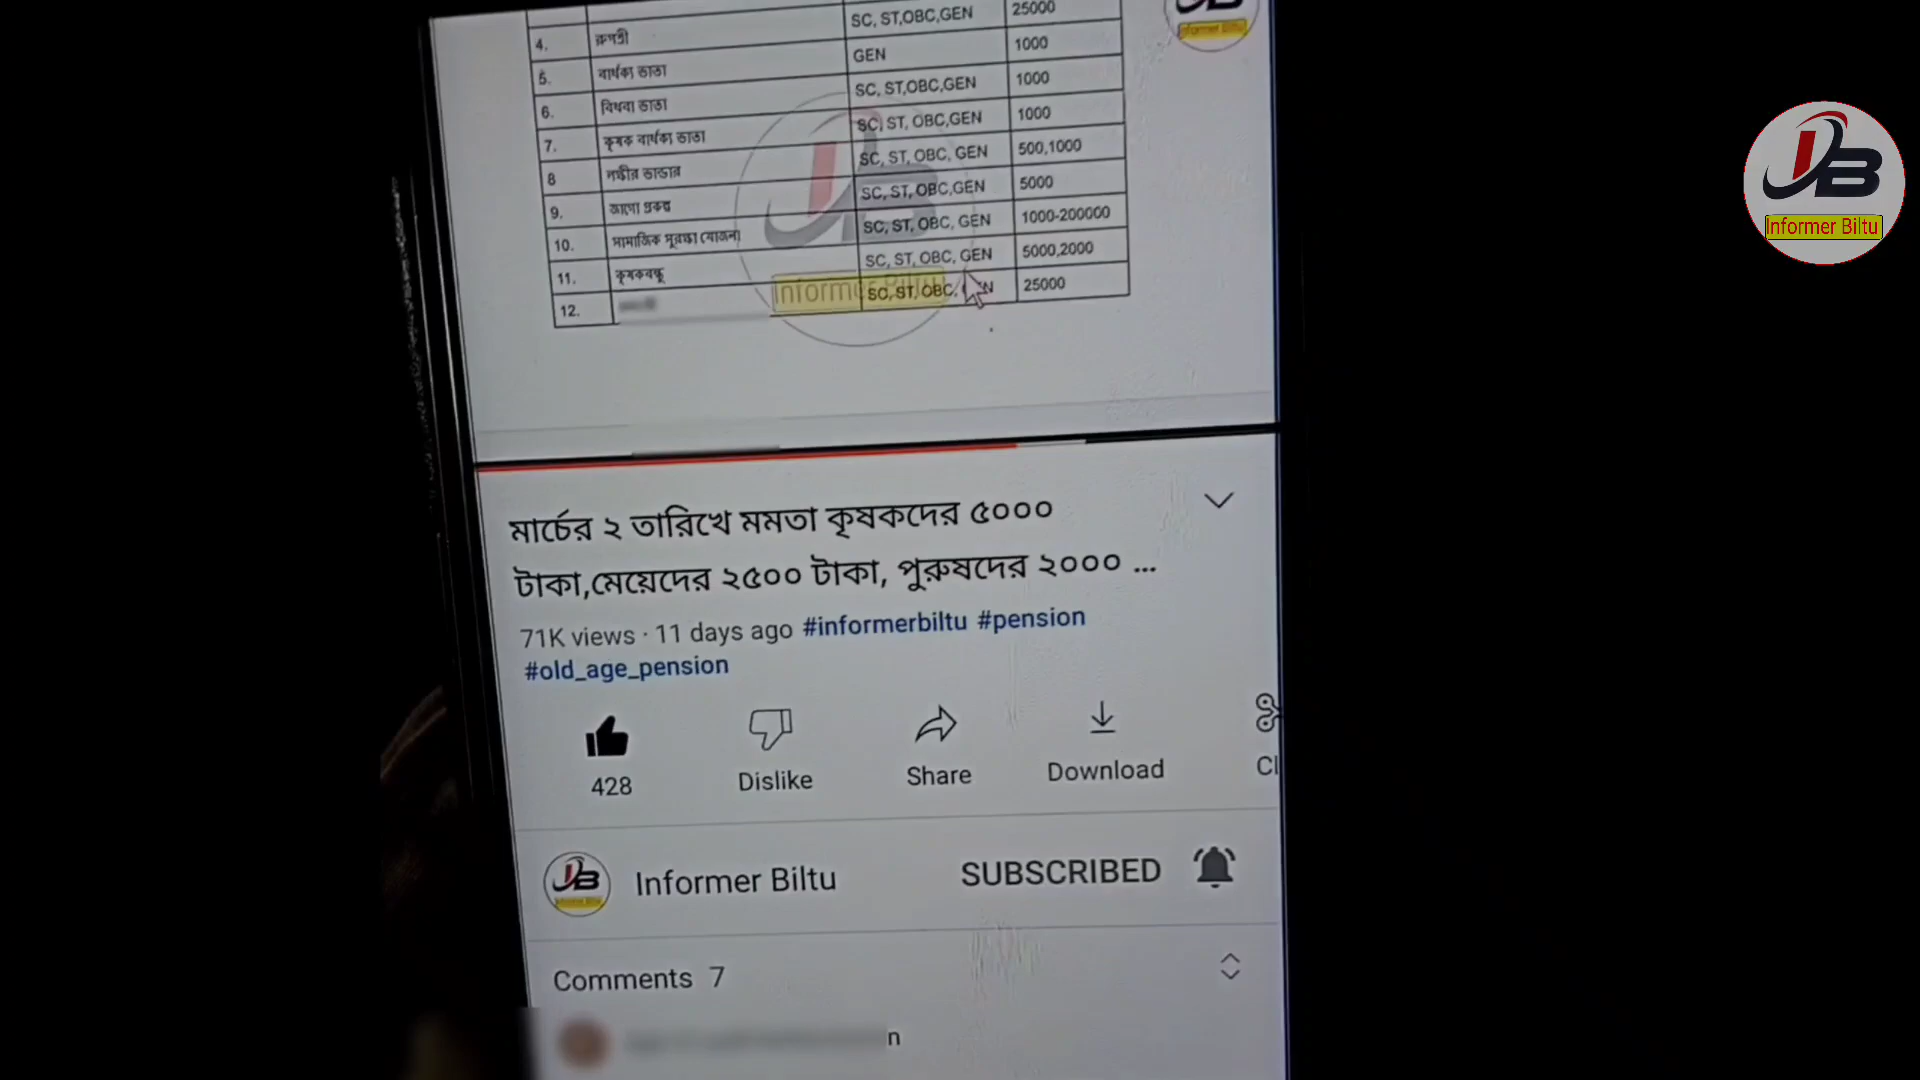 SC, ST,OBC,GEN 25000
4. রুপশ্রী GEN 1000
5. বার্ধক্য ভাতা SC, ST,OBC,GEN 1000
6. বিধবা ভাতা SC, ST, OBC,GEN 1000
7. কৃষক বার্ধক্য ভাতা SC, ST, OBC, GEN 500,1000
8 লক্ষীর ভান্ডার SC, ST, OBC,GEN 5000
9. SC, ST, OBC, GEN 1000-200000
10. সামাজিক সুরক্ষা যোজনা SC, ST, OBC, GEN 5000,2000
11. কৃষকবন্ধু SC, ST, OBC, 25000
12.
Informer Biltu
মার্চের ২ তারিখে মমতা কৃষকদের ৫০০০
টাকা,মেয়েদের ২৫০০ টাকা, পুরুষদের ২০০০ ...
71K views · 11 days ago #informerbiltu #pension
#old_age_pension
428 Dislike Share Download
Informer Biltu SUBSCRIBED
Comments 7